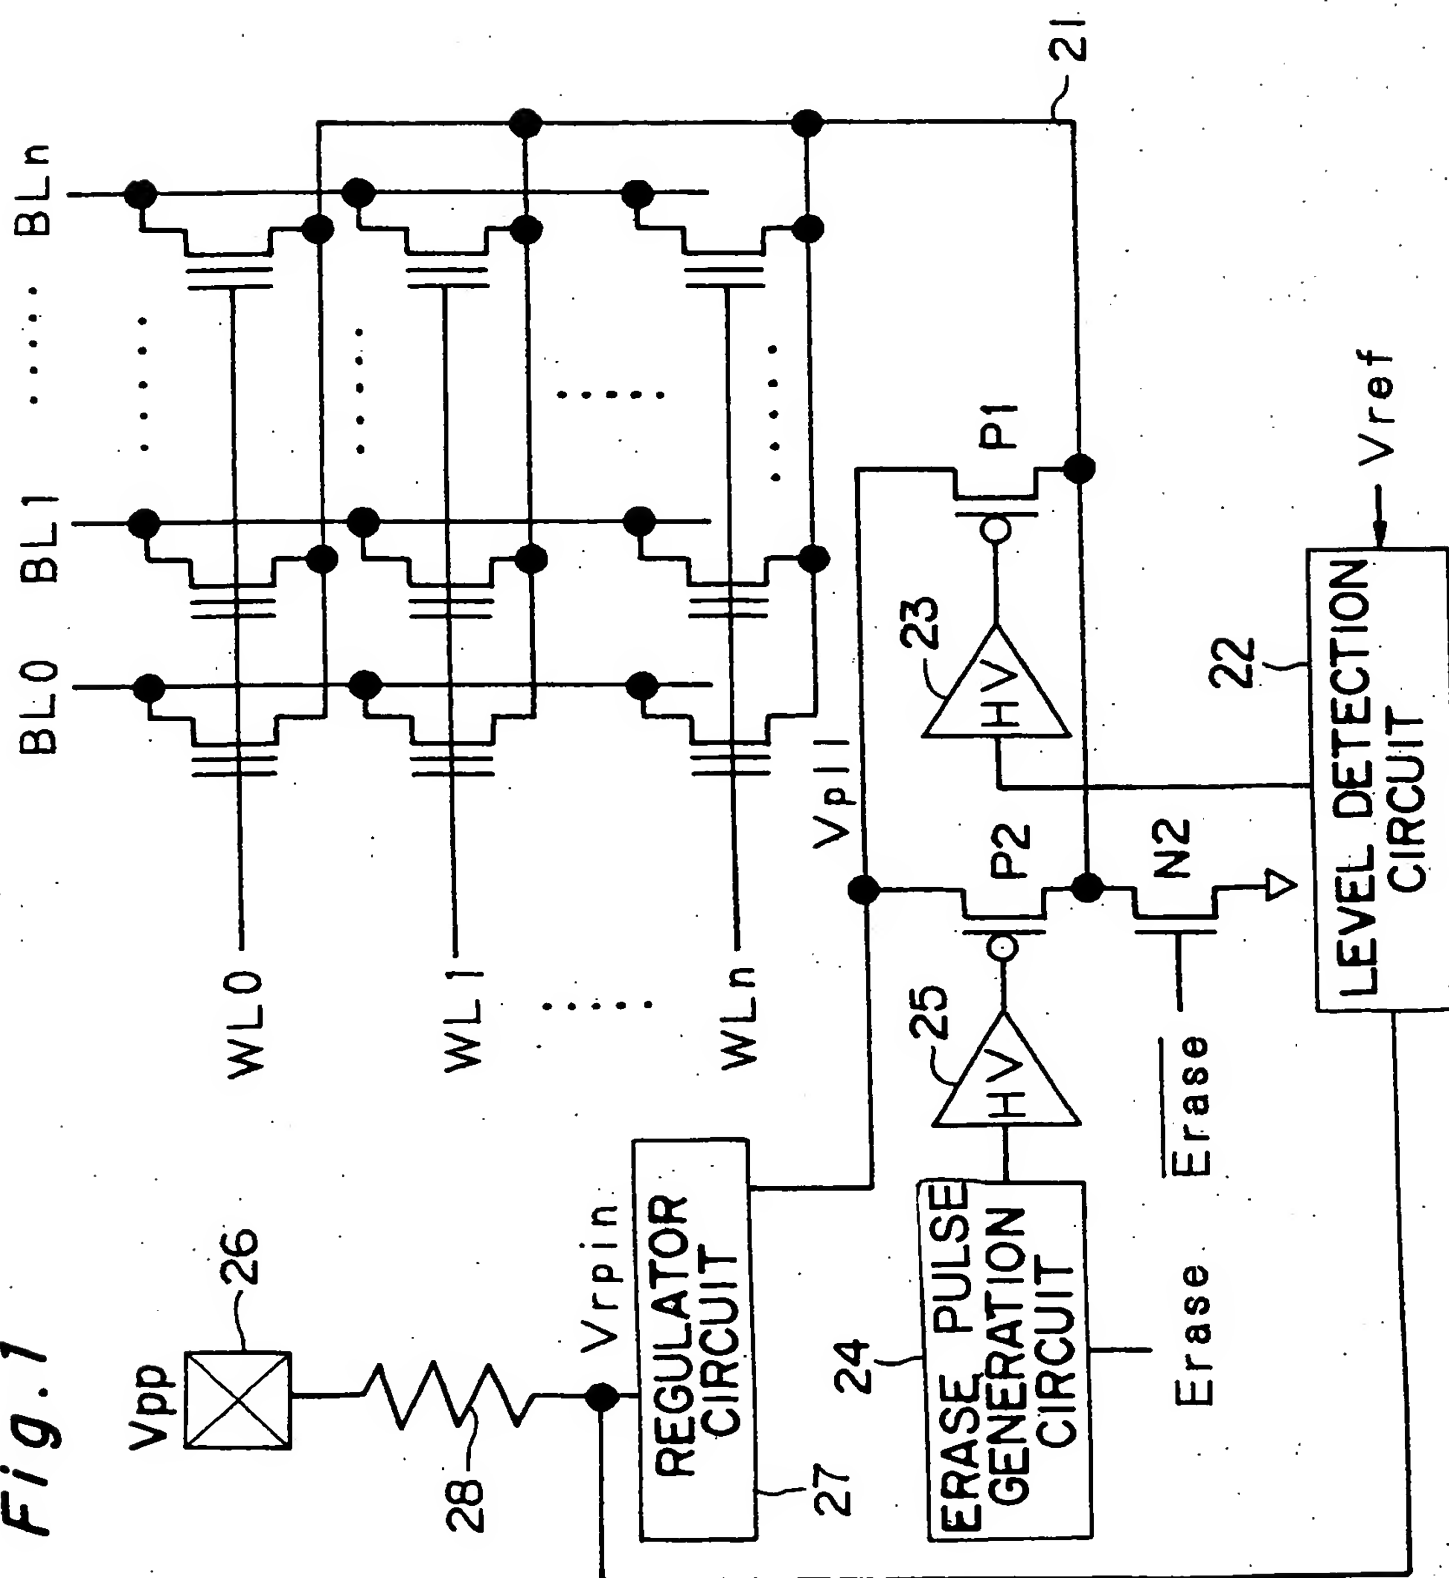 Fig.1
Vpp
26
28
Vrpin
REGULATOR
CIRCUIT
27
WL0
WL1
.....
WLn
BL0
BL1
.....
BLn
21
Vpll
P1
P2
N2
23
HV
25
HV
24
ERASE PULSE
GENERATION
CIRCUIT
Erase
Erase
22
LEVEL DETECTION
CIRCUIT
Vref